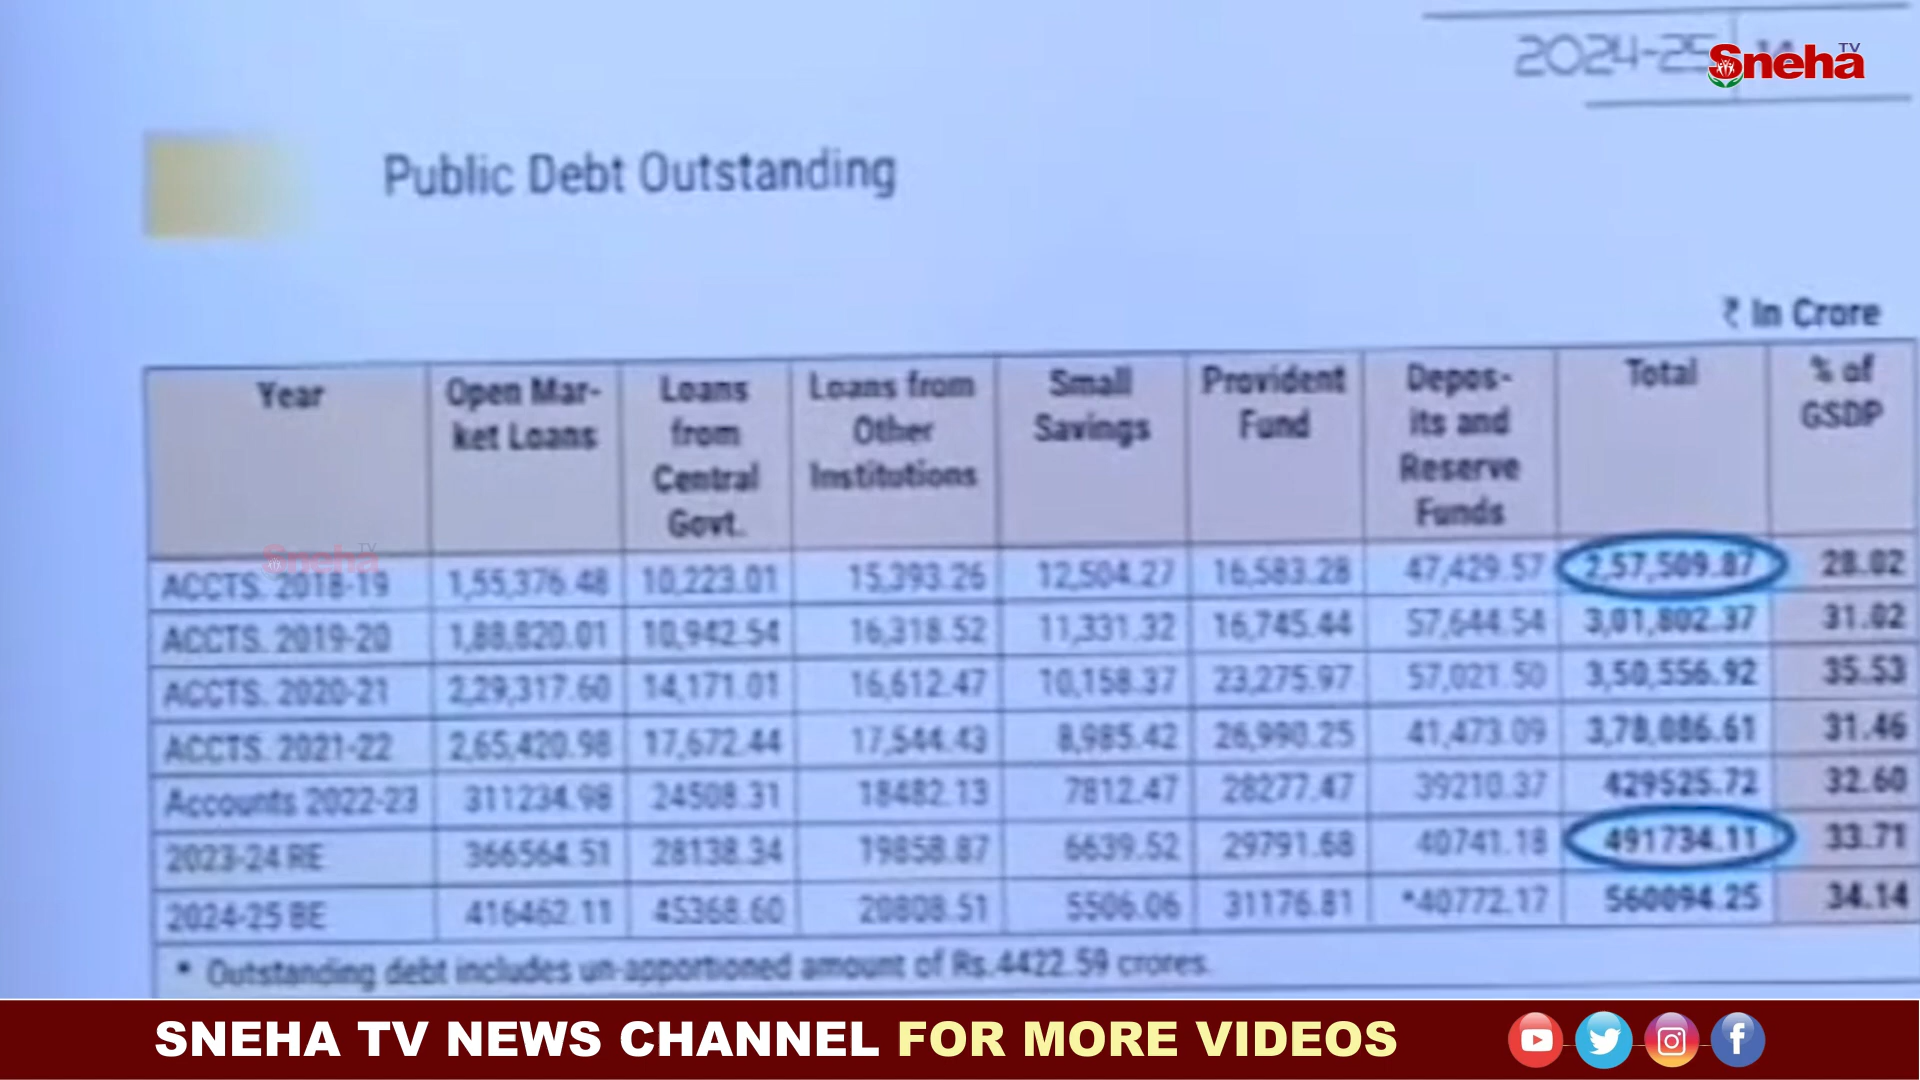 2024-25
Sneha TV
Public Debt Outstanding
₹ In Crore
Year Open Mar-ket Loans Loans from Central Govt. Loans from Other Institutions Small Savings Provident Fund Depos-its and Reserve Funds Total % of GSDP
Sneha TV
ACCTS. 2018-19 1,55,376.48 10,223.01 15,393.26 12,504.27 16,583.28 47,429.57 2,57,509.87 28.02
ACCTS. 2019-20 1,88,820.01 10,942.54 16,318.52 11,331.32 16,745.44 57,644.54 3,01,802.37 31.02
ACCTS. 2020-21 2,29,317.60 14,171.01 16,612.47 10,158.37 23,275.97 57,021.50 3,50,556.92 35.53
ACCTS. 2021-22 2,65,420.98 17,672.44 17,544.43 8,985.42 26,990.25 41,473.09 3,78,086.61 31.46
Accounts 2022-23 311234.98 24508.31 18482.13 7812.47 28277.47 39210.37 429525.72 32.60
2023-24 RE 366564.51 28138.34 19858.87 6639.52 29791.68 40741.18 491734.11 33.71
2024-25 BE 416462.11 45368.60 20808.51 5506.06 31176.81 *40772.17 560094.25 34.14
* Outstanding debt includes un-apportioned amount of Rs.4422.59 crores.
SNEHA TV NEWS CHANNEL FOR MORE VIDEOS